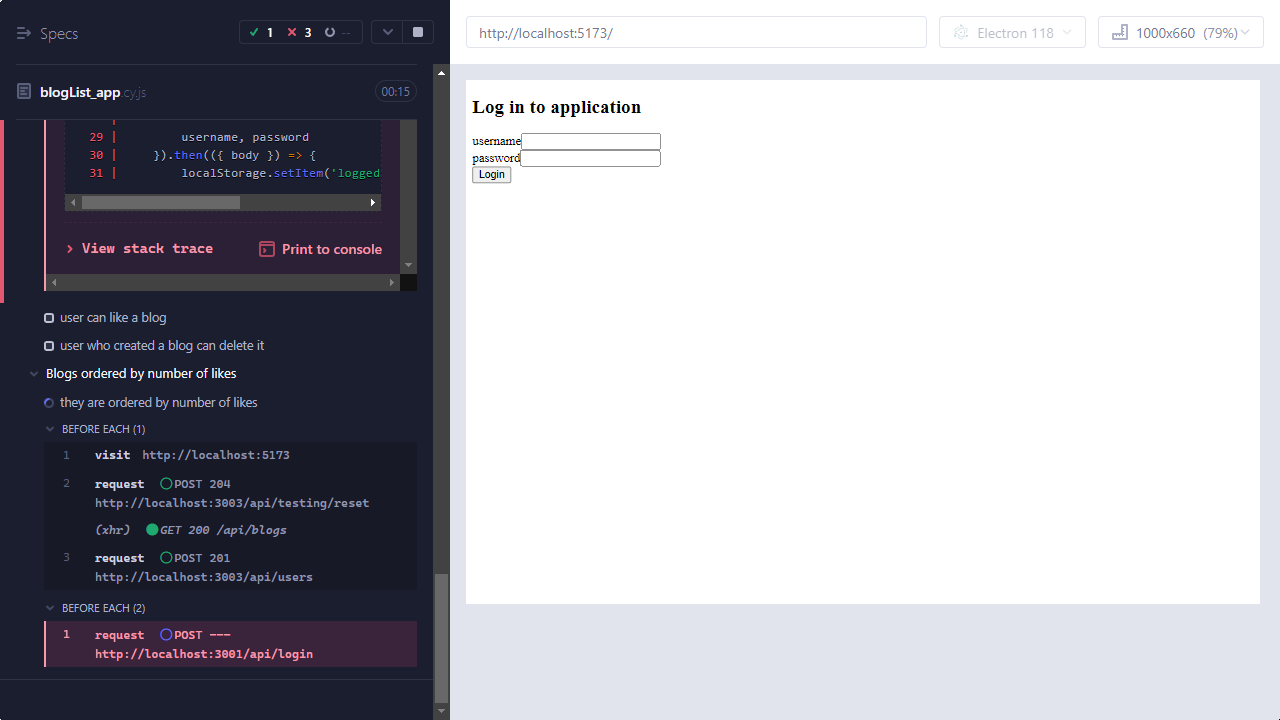 Specs
1
3
--
http://localhost:5173/
Electron 118
1000x660 (79%)
blogList_app.cy.js
00:15
29 | username, password
30 | }).then(({ body }) => {
31 | localStorage.setItem('logged
View stack trace
Print to console
user can like a blog
user who created a blog can delete it
Blogs ordered by number of likes
they are ordered by number of likes
BEFORE EACH (1)
1 visit http://localhost:5173
2 request POST 204
http://localhost:3003/api/testing/reset
(xhr) GET 200 /api/blogs
3 request POST 201
http://localhost:3003/api/users
BEFORE EACH (2)
1 request POST ---
http://localhost:3001/api/login
Log in to application
username
password
Login